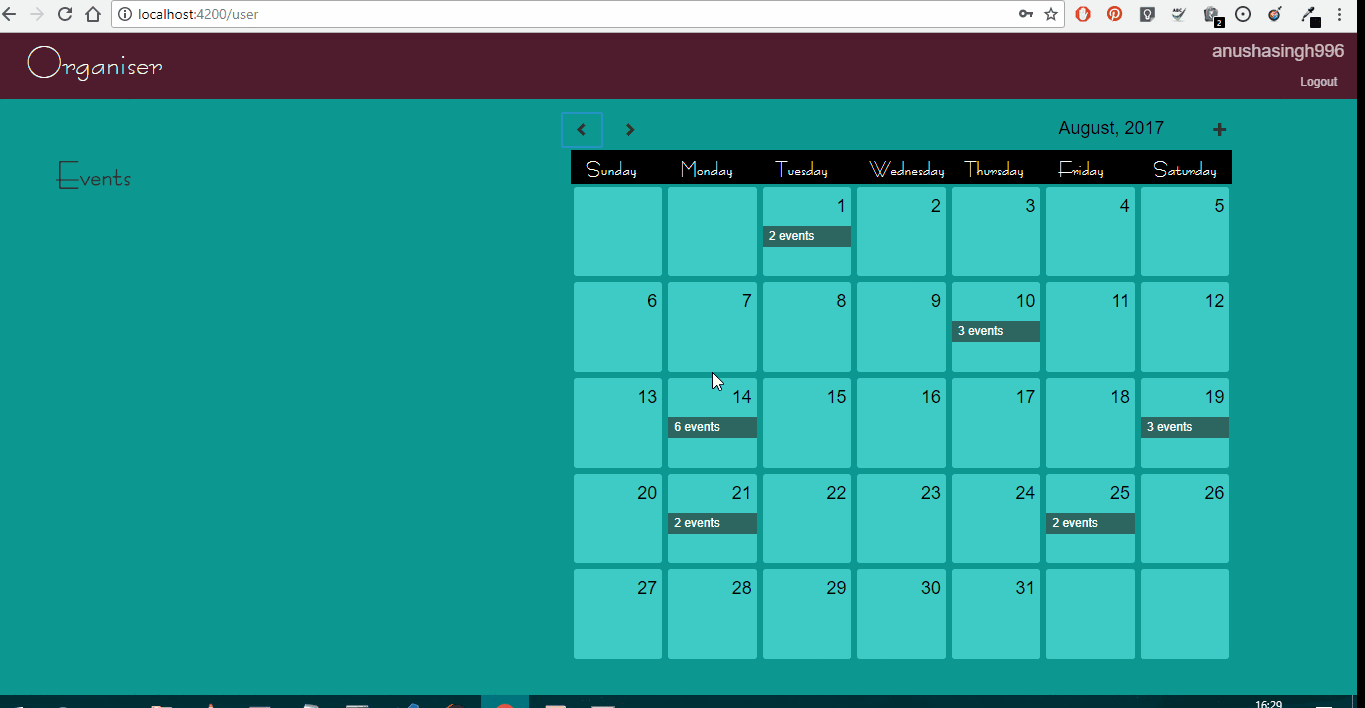 localhost:4200/user
2
Organiser
anushasingh996
Logout
August, 2017
Events
Sunday Monday Tuesday Wednesday Thursday Friday Saturday
1 2 3 4 5
2 events
6 7 8 9 10 11 12
3 events
13 14 15 16 17 18 19
6 events 3 events
20 21 22 23 24 25 26
2 events 2 events
27 28 29 30 31
16:29